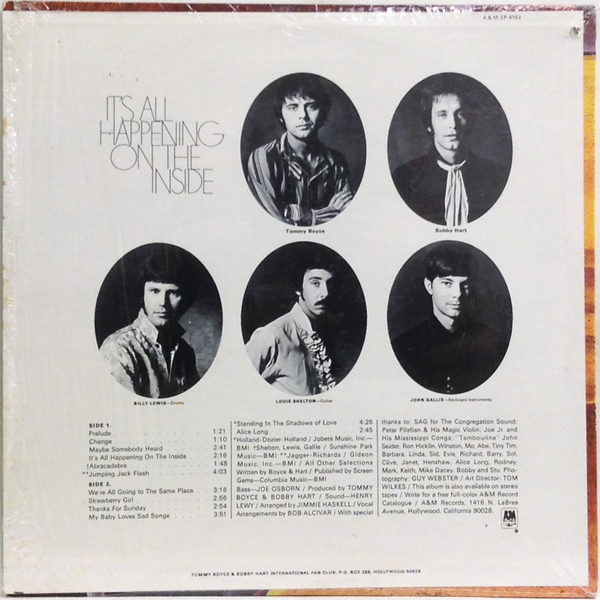 A & M SP 4162
IT'S ALL
HAPPENING
ON THE
INSIDE
Tommy Boyce
Bobby Hart
BILLY LEWIS—Drums
LOUIE SHELTON—Guitar
JOHN GALLIE—Keyboard Instruments
SIDE 1
Prelude 1:21
Change 1:10
Maybe Somebody Heard 2:41
It's All Happening On The Inside 2:16
†Abracadabra 1:48
**Jumping Jack Flash 4:03
SIDE 2
We're All Going To The Same Place 3:16
Strawberry Girl 2:56
Thanks For Sunday 2:54
My Baby Loves Sad Songs 3:51
*Standing In The Shadows of Love 4:26
Alice Long 2:45
*Holland-Dozier-Holland / Jobete Music, Inc.—
BMI †Shelton, Lewis, Gallie / Sunshine Park
Music—BMI **Jagger-Richards / Gideon
Music, Inc.—BMI / All Other Selections
Written by Boyce & Hart / Published by Screen
Gems—Columbia Music—BMI
Bass—JOE OSBORN / Produced by TOMMY
BOYCE & BOBBY HART / Sound—HENRY
LEWY / Arranged by JIMMIE HASKELL / Vocal
Arrangements by BOB ALCIVAR / With special
thanks to: SAG for the Congregation Sound;
Petar Pilafian & His Magic Violin; Joe Jr. and
His Mississippi Congas; "Tambourine" John
Seider, Ron Hicklin, Winston, Mo, Abe, Tiny Tim,
Barbara, Linda, Sid, Evie, Richard, Barry, Sol,
Clive, Janet, Henshaw, Alice Long, Rodney,
Mark, Keith, Mike Dacey, Bobby and Stu. Pho-
tography: GUY WEBSTER / Art Director: TOM
WILKES / This album is also available on stereo
tapes / Write for a free full-color A&M Record
Catalogue / A&M Records, 1416 N. LaBrea
Avenue, Hollywood, California 90028.
A&M
TOMMY BOYCE & BOBBY HART INTERNATIONAL FAN CLUB, P.O. BOX 388, HOLLYWOOD 90028